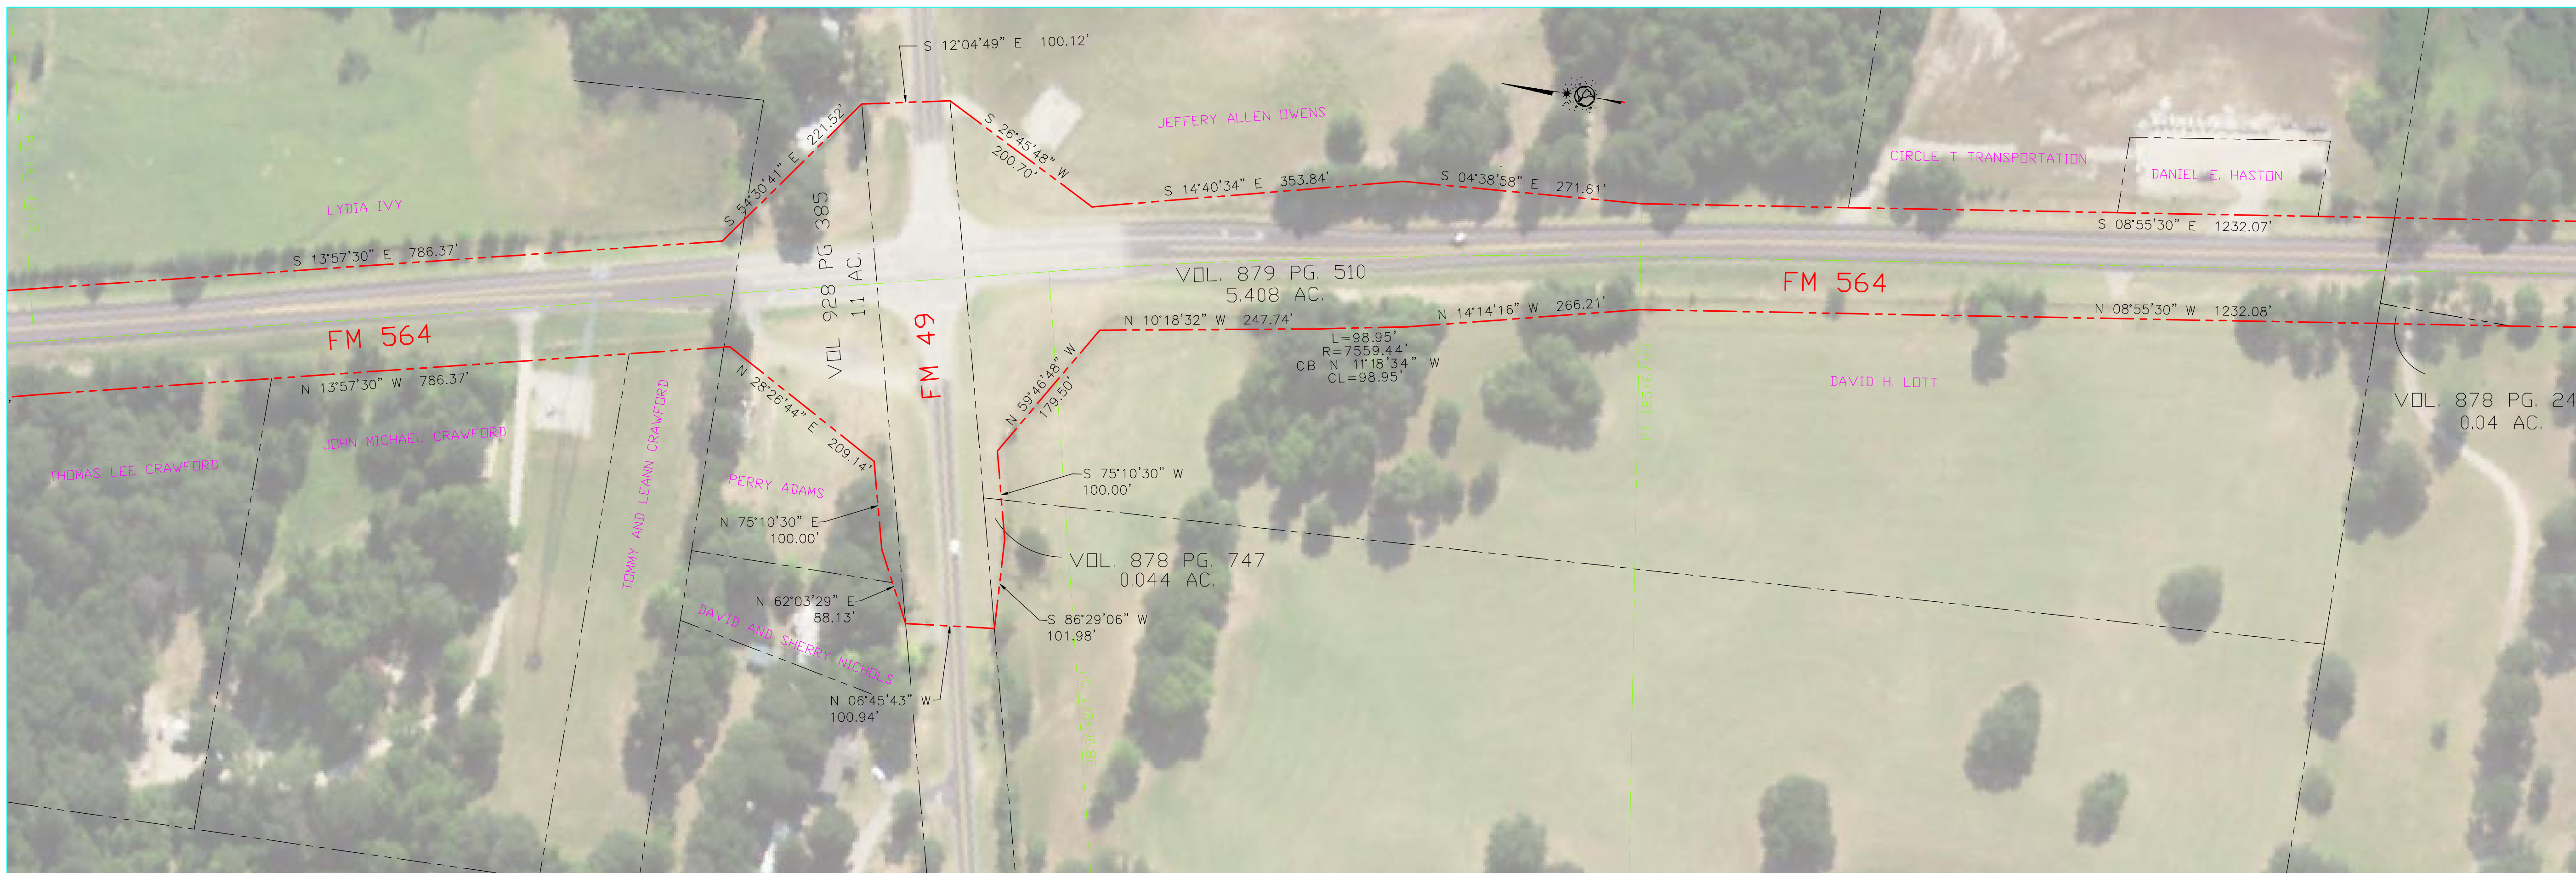 S 12°04'49" E 100.12'
S 54°30'41" E 221.52'
S 26°45'48" W
200.70'
JEFFERY ALLEN OWENS
CIRCLE T TRANSPORTATION
DANIEL E. HASTON
LYDIA IVY
S 14°40'34" E 353.84'
S 04°38'58" E 271.61'
S 08°55'30" E 1232.07'
S 13°57'30" E 786.37'
VOL 928 PG 385
1.1 AC.
VOL. 879 PG. 510
5.408 AC.
FM 564
FM 564
FM 49
N 10°18'32" W 247.74'
N 14°14'16" W 266.21'
N 08°55'30" W 1232.08'
L=98.95'
R=7559.44'
CB N 11°18'34" W
CL=98.95'
N 13°57'30" W 786.37'
N 28°26'44" E 209.14'
N 59°46'48" W
179.50'
DAVID H. LOTT
VOL. 878 PG. 24
0.04 AC.
THOMAS LEE CRAWFORD
JOHN MICHAEL CRAWFORD
TOMMY AND LEANN CRAWFORD
PERRY ADAMS
S 75°10'30" W
100.00'
N 75°10'30" E
100.00'
VOL. 878 PG. 747
0.044 AC.
N 62°03'29" E
88.13'
DAVID AND SHERRY NICHOLS
S 86°29'06" W
101.98'
N 06°45'43" W
100.94'